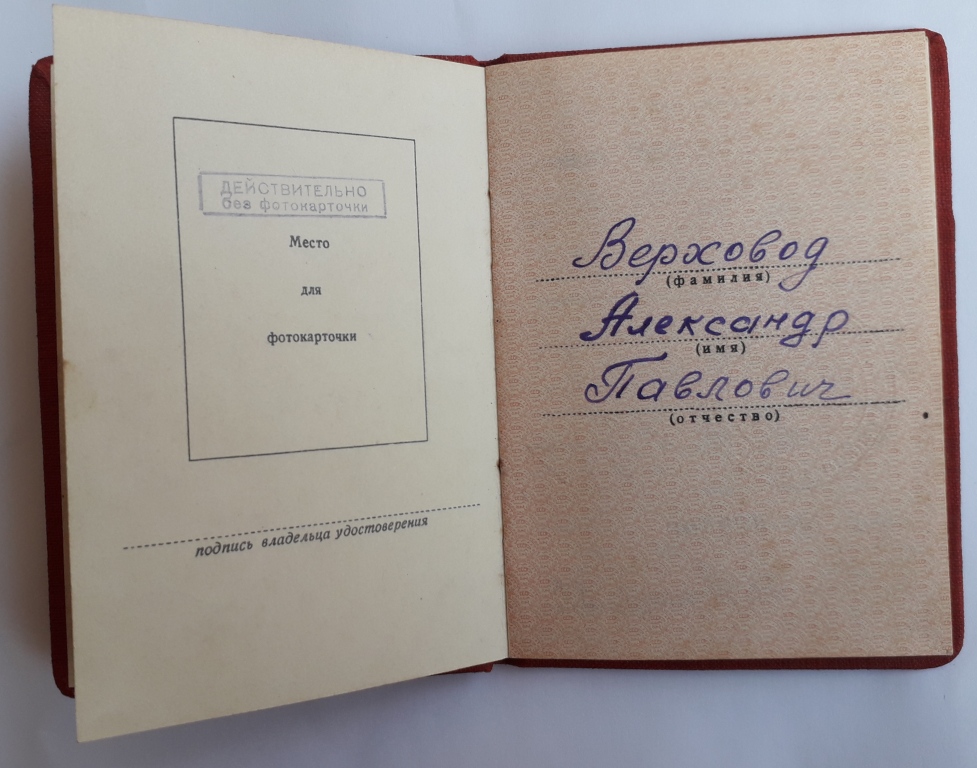 ДЕЙСТВИТЕЛЬНО
без фотокарточки
Место
для
фотокарточки
подпись владельца удостоверения
Верховод
(фамилия)
Александр
(имя)
Павлович
(отчество)